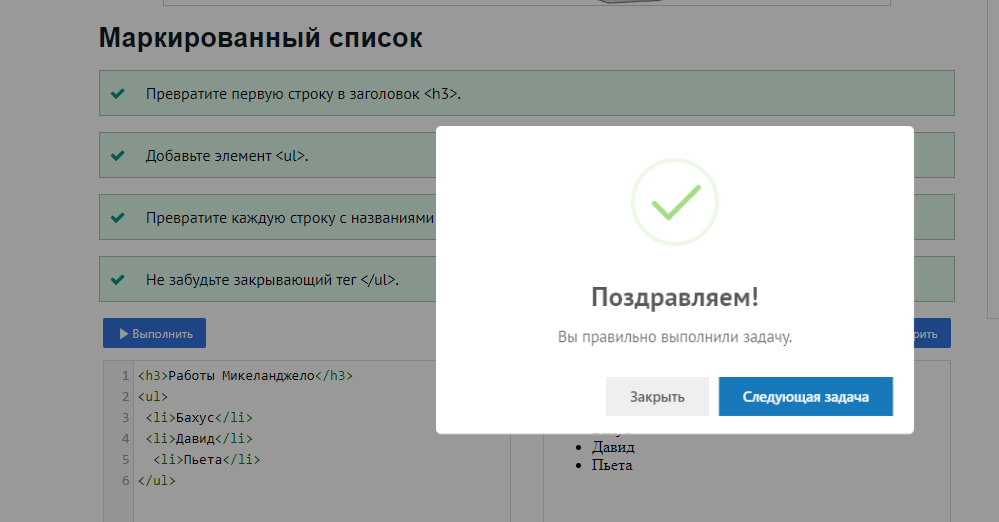 Маркированный список
Превратите первую строку в заголовок <h3>.
Добавьте элемент <ul>.
Превратите каждую строку с названиями
Не забудьте закрывающий тег </ul>.
Поздравляем!
Вы правильно выполнили задачу.
Закрыть
Следующая задача
Выполнить
1 <h3>Работы Микеланджело</h3>
2 <ul>
3 <li>Бахус</li>
4 <li>Давид</li>
5 <li>Пьета</li>
6 </ul>
• Давид
• Пьета